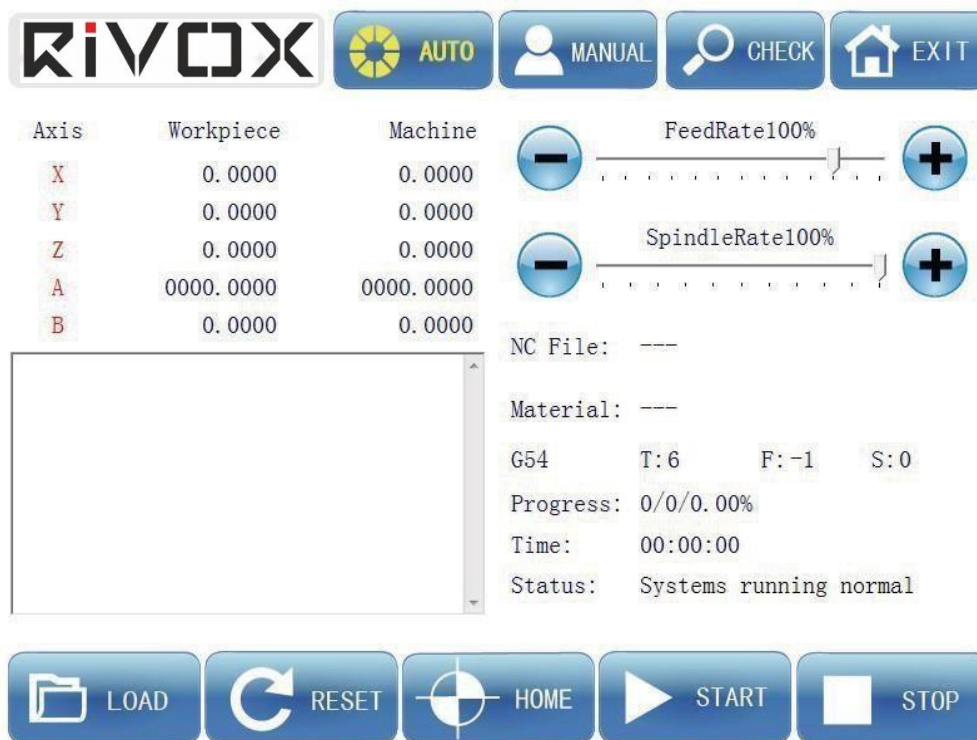 RiVOX
AUTO
MANUAL
CHECK
EXIT
Axis Workpiece Machine
X 0.0000 0.0000
Y 0.0000 0.0000
Z 0.0000 0.0000
A 0000.0000 0000.0000
B 0.0000 0.0000
FeedRate100%
SpindleRate100%
NC File: ---
Material: ---
G54 T:6 F:-1 S:0
Progress: 0/0/0.00%
Time: 00:00:00
Status: Systems running normal
LOAD
RESET
HOME
START
STOP